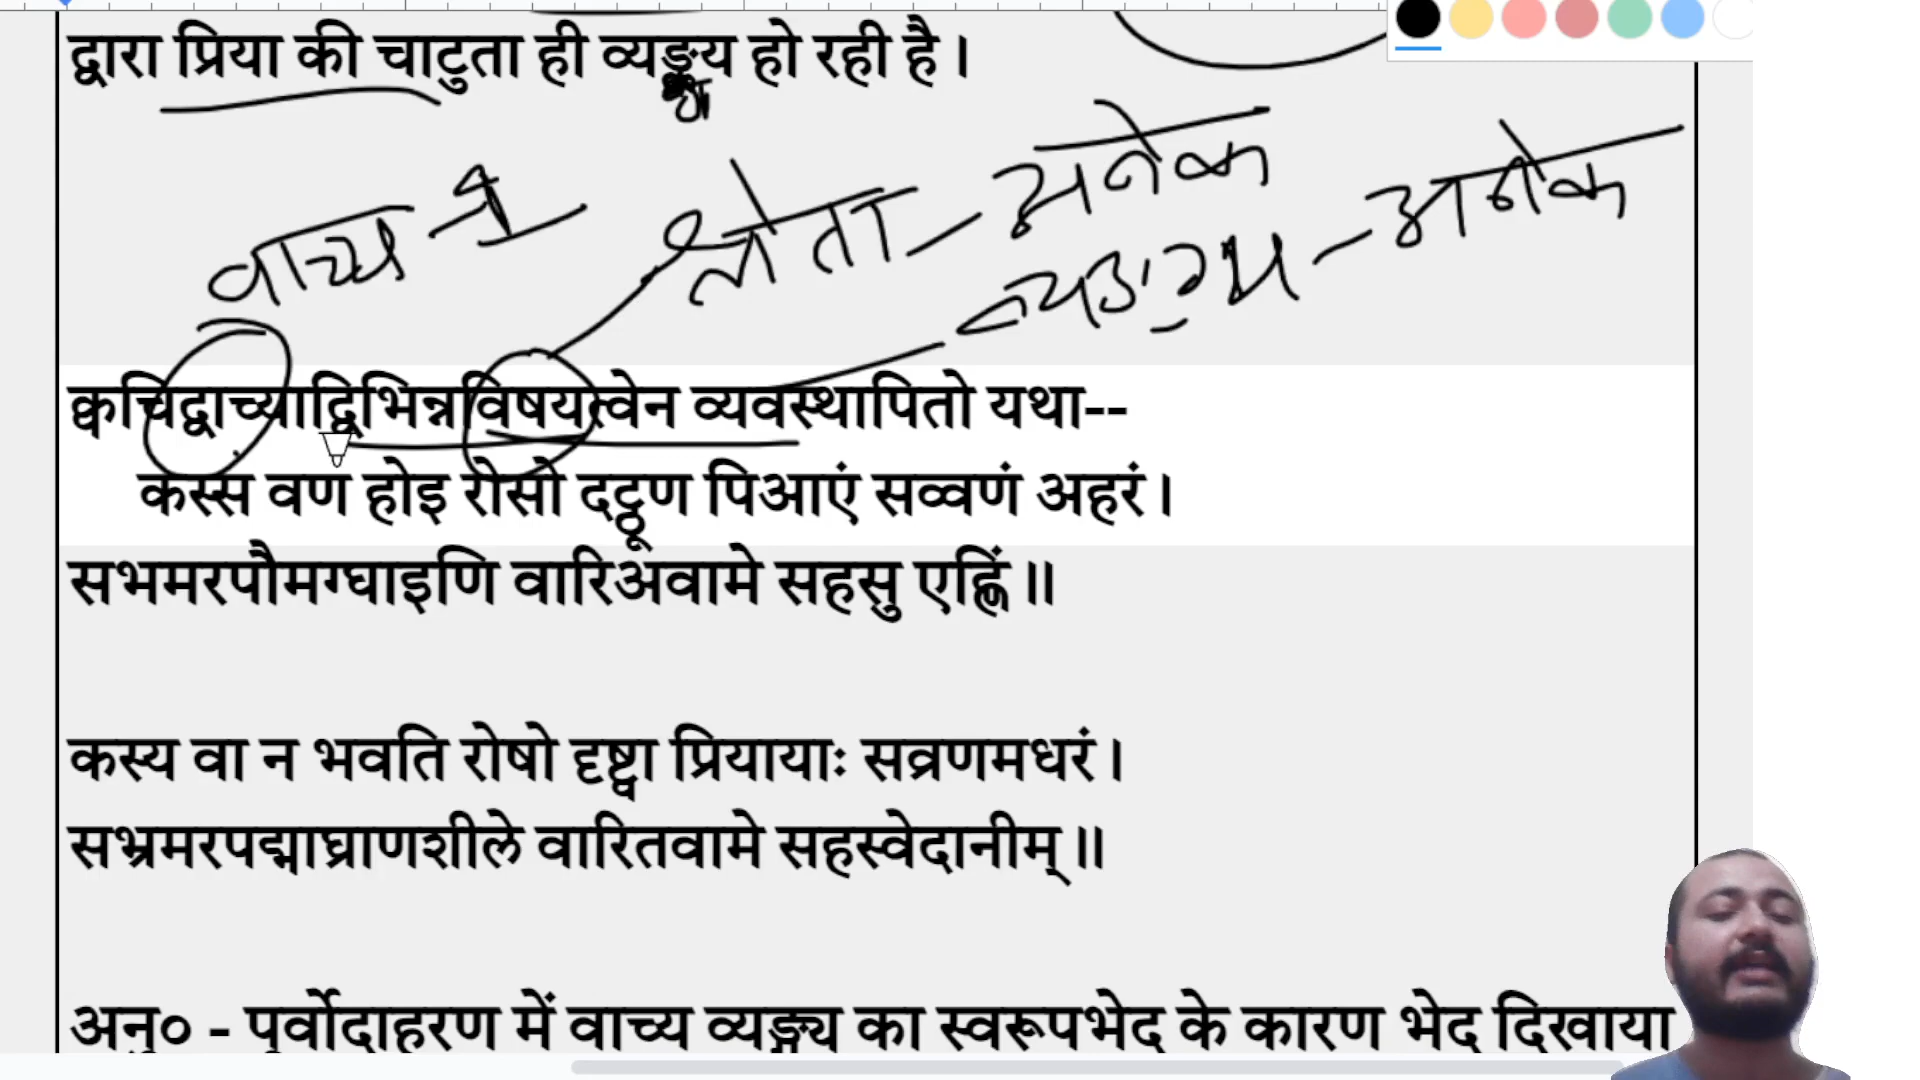 द्वारा प्रिया की चाटुता ही व्यङ्ग्य हो रही है।
वाच्य - १
श्रोता - अनेक
व्यङ्ग्य - अनेक
क्वचिद्वाच्याद्विभिन्नविषयत्वेन व्यवस्थापितो यथा--
कस्स वण होइ रोसो दट्ठूण पिआएं सव्वणं अहरं।
सभमरपौमग्घाइणि वारिअवामे सहसु एह्णिं॥
कस्य वा न भवति रोषो दृष्ट्वा प्रियायाः सव्रणमधरं।
सभ्रमरपद्माघ्राणशीले वारितवामे सहस्वेदानीम्॥
अनु० - पूर्वोदाहरण में वाच्य व्यङ्ग्य का स्वरूपभेद के कारण भेद दिखाया